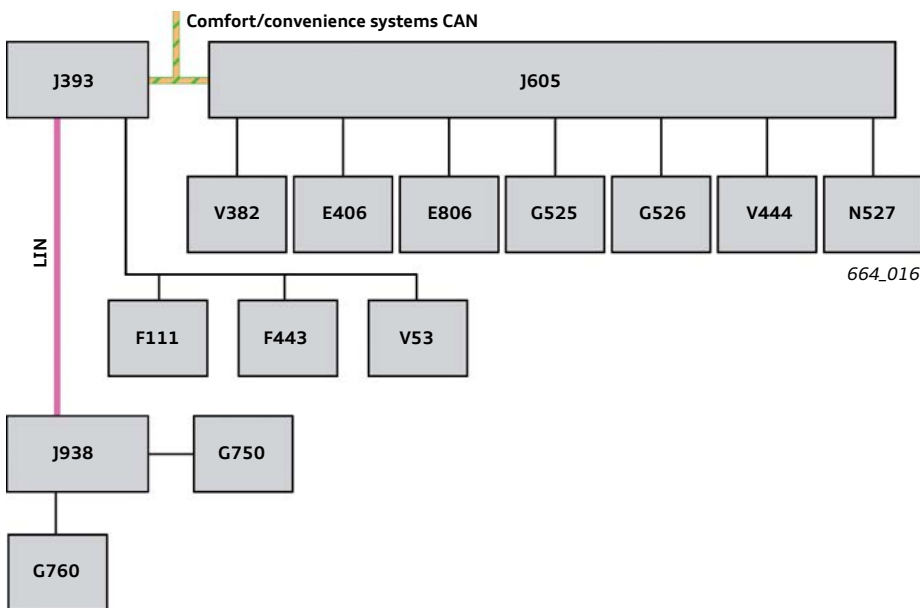 Comfort/convenience systems CAN
J393
J605
V382
E406
E806
G525
G526
V444
N527
664_016
LIN
F111
F443
V53
J938
G750
G760